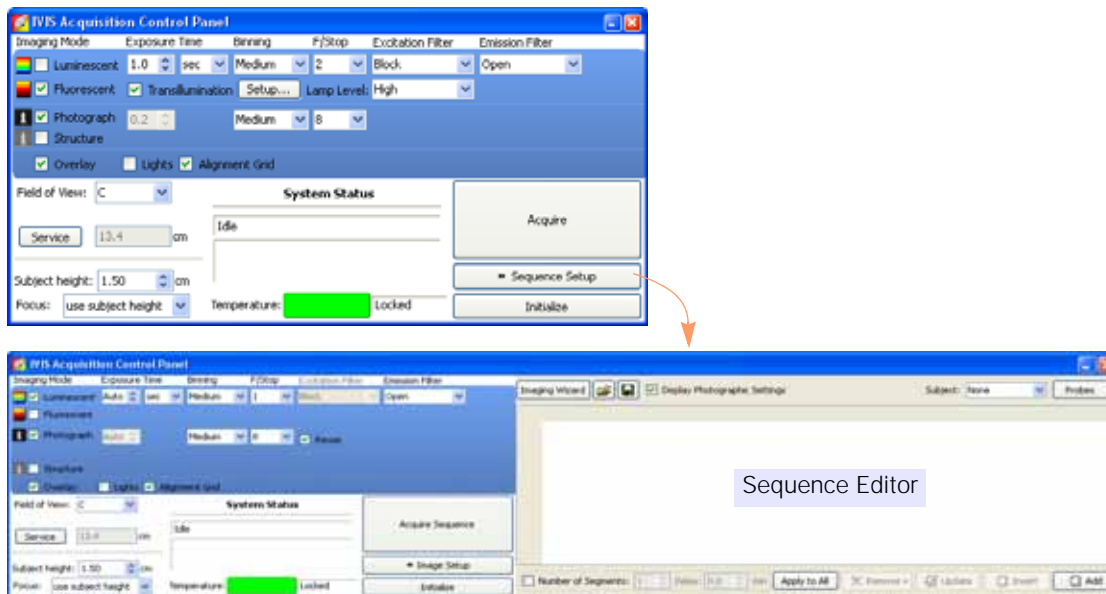 IVIS Acquisition Control Panel
Imaging Mode Exposure Time Binning F/Stop Excitation Filter Emission Filter
Luminescent 1.0 sec Medium 2 Block Open
Fluorescent Transillumination Setup... Lamp Level: High
Photograph 0.2 Medium 8
Structure
Overlay Lights Alignment Grid
Field of View: C System Status
Acquire
Idle
Service 13.4 cm
Sequence Setup
Subject height: 1.50 cm
Focus: use subject height Temperature: Locked Initialize
IVIS Acquisition Control Panel
Imaging Mode Exposure Time Binning F/Stop Excitation Filter Emission Filter
Imaging Wizard Display Photographic Settings Subject: None Probes
Luminescent Auto sec Medium 1 Block Open
Fluorescent
Photograph Auto Medium 8 Reuse
Structure
Overlay Lights Alignment Grid
Sequence Editor
Field of View: C System Status
Acquire Sequence
Idle
Service 13.4 cm
Image Setup
Subject height: 1.50 cm
Focus: use subject height Temperature: Locked Initialize
Number of Segments: 1 Delay 0.0 min Apply to All Remove Update Insert Add